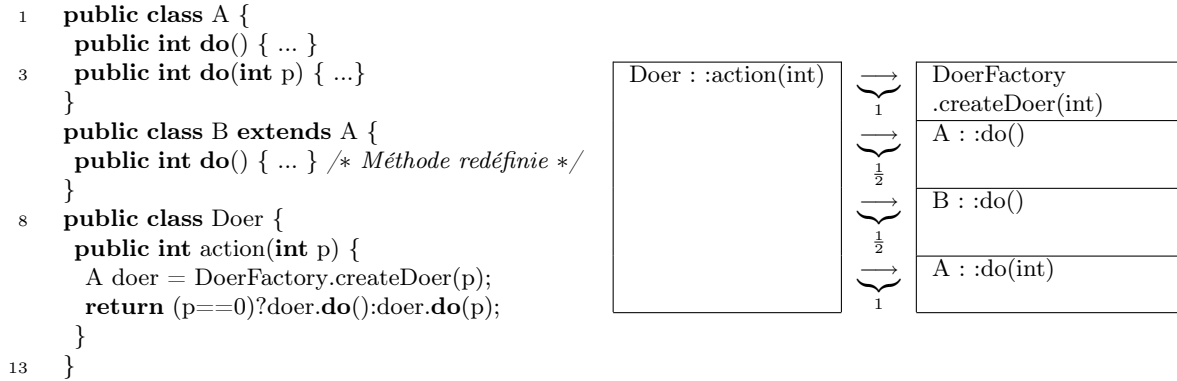 1 public class A {
public int do() { ... }
3 public int do(int p) { ...}
}
public class B extends A {
public int do() { ... } /* Méthode redéfinie */
}
8 public class Doer {
public int action(int p) {
A doer = DoerFactory.createDoer(p);
return (p==0)?doer.do():doer.do(p);
}
13 }
Doer : :action(int)
→ 1
DoerFactory
.createDoer(int)
→ 1/2
A : :do()
→ 1/2
B : :do()
→ 1
A : :do(int)